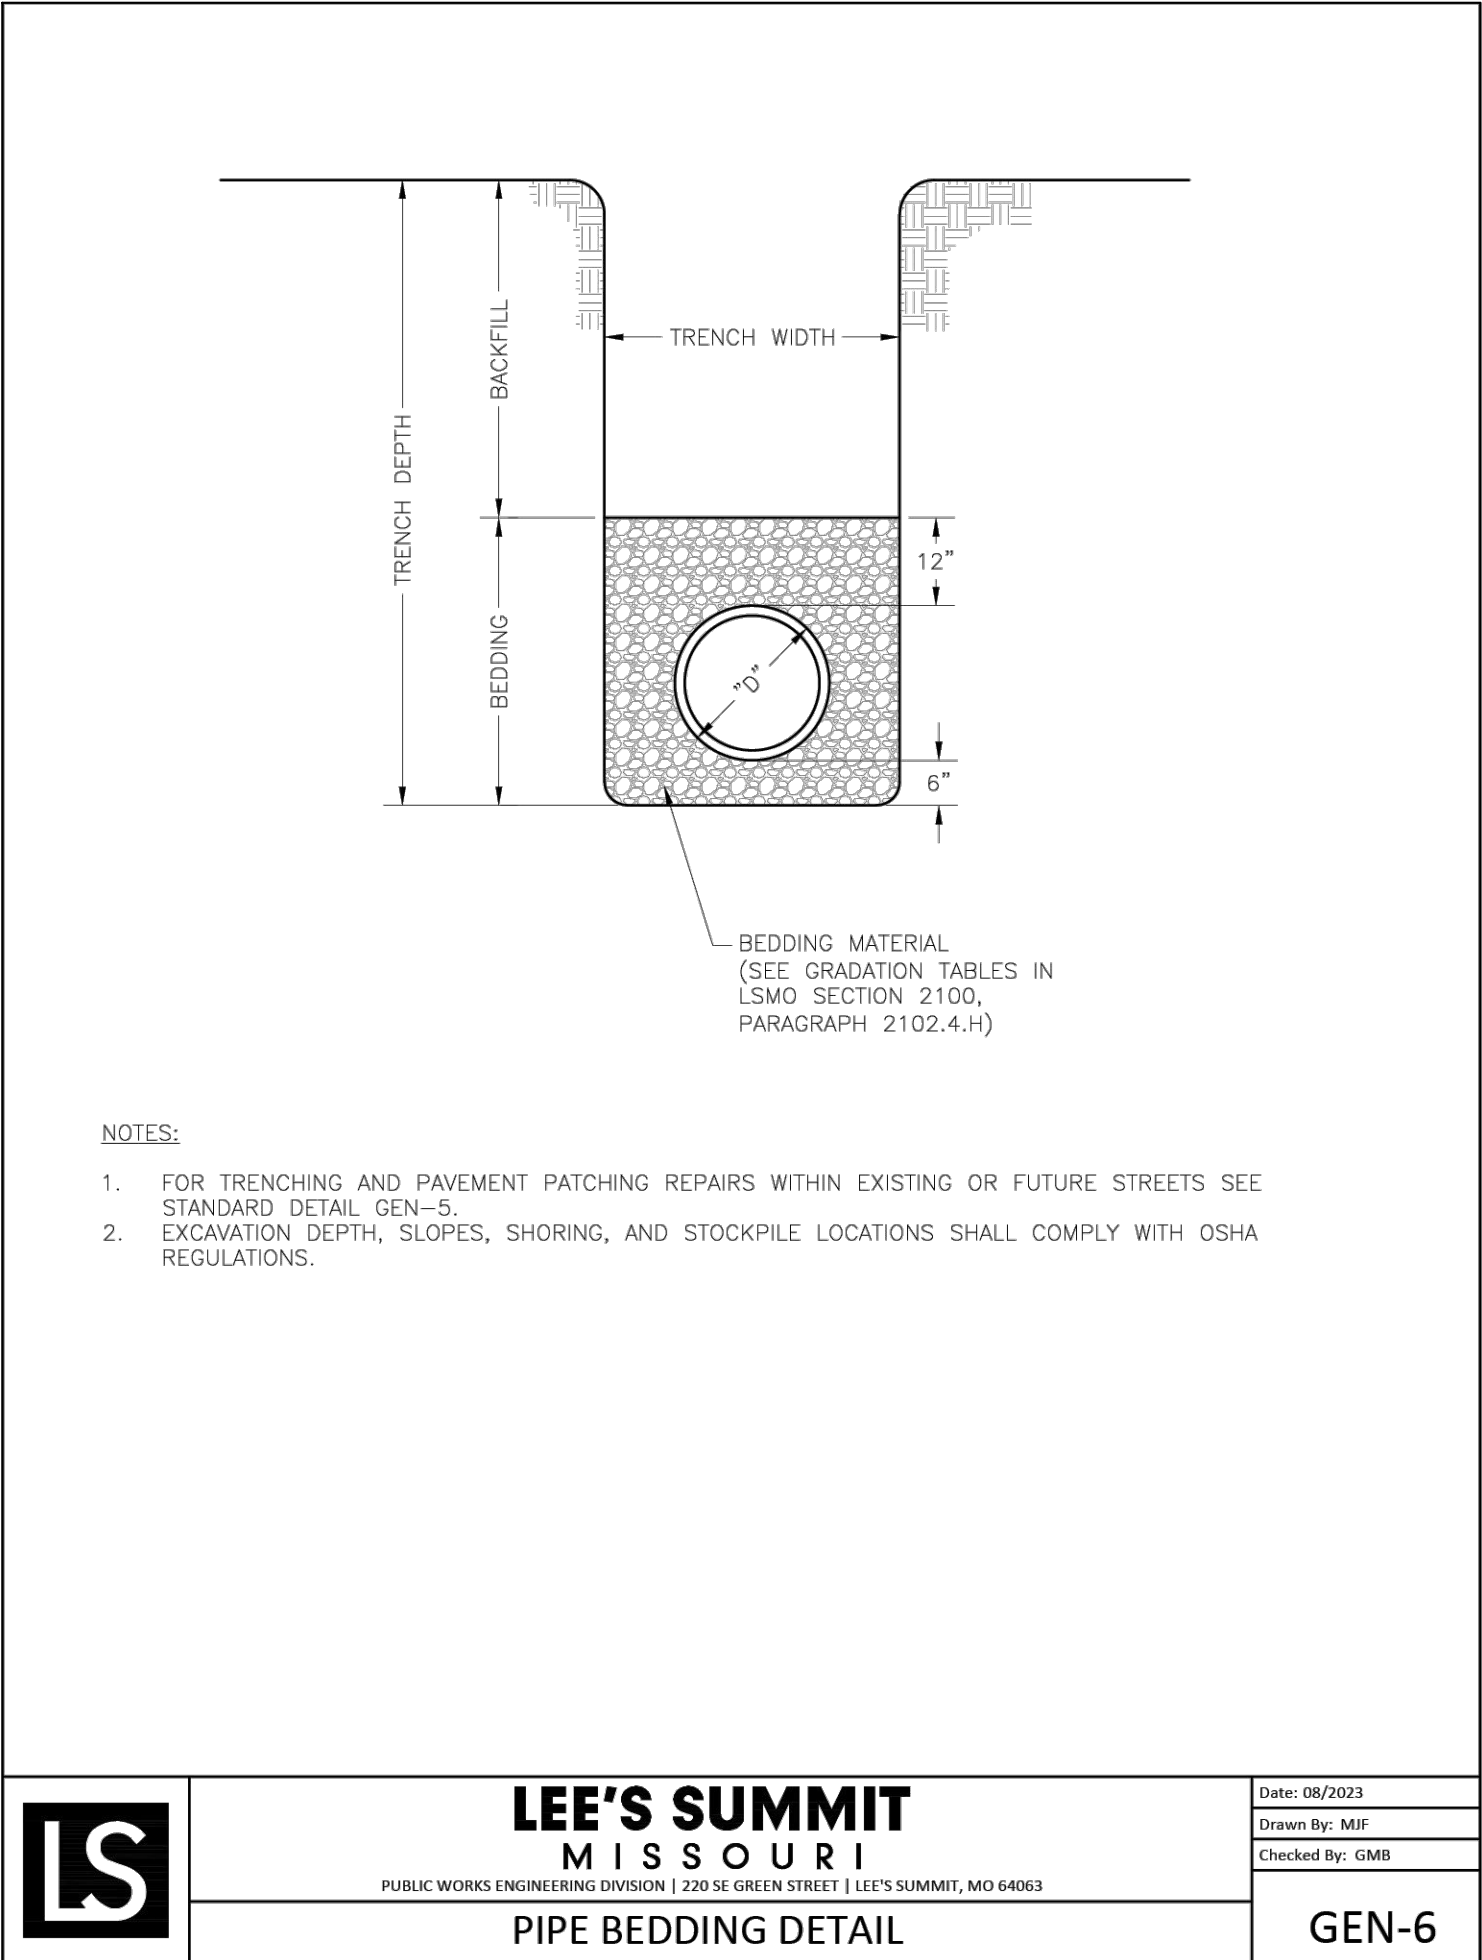 TRENCH DEPTH
BACKFILL
BEDDING
TRENCH WIDTH
12”
”D”
6”
BEDDING MATERIAL
(SEE GRADATION TABLES IN
LSMO SECTION 2100,
PARAGRAPH 2102.4.H)
NOTES:
1. FOR TRENCHING AND PAVEMENT PATCHING REPAIRS WITHIN EXISTING OR FUTURE STREETS SEE
STANDARD DETAIL GEN-5.
2. EXCAVATION DEPTH, SLOPES, SHORING, AND STOCKPILE LOCATIONS SHALL COMPLY WITH OSHA
REGULATIONS.
LS
LEE'S SUMMIT
MISSOURI
PUBLIC WORKS ENGINEERING DIVISION | 220 SE GREEN STREET | LEE'S SUMMIT, MO 64063
PIPE BEDDING DETAIL
Date: 08/2023
Drawn By: MJF
Checked By: GMB
GEN-6